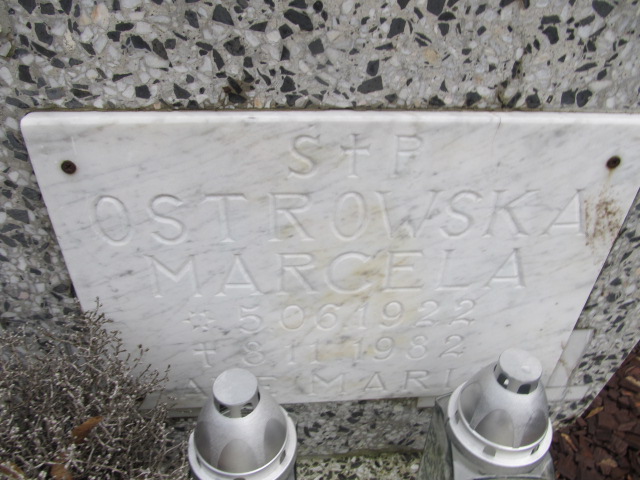 S † P.
OSTROWSKA
MARCELA
* 5.06.1922
† 8.11.1982